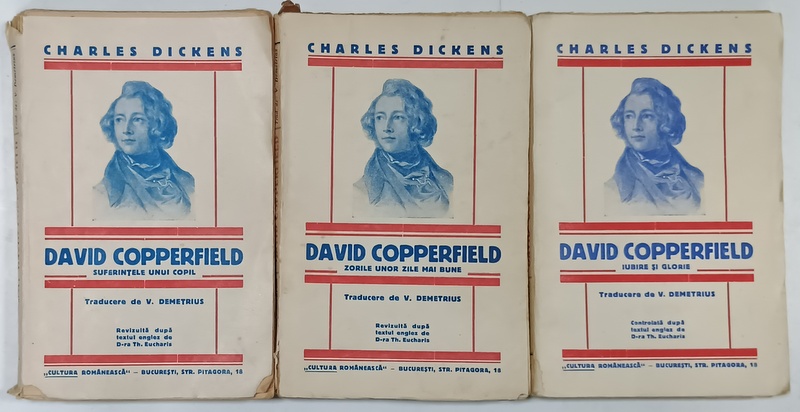 CHARLES DICKENS
DAVID COPPERFIELD
SUFERINȚELE UNUI COPIL
Traducere de V. DEMETRIUS
Revizuită după
textul englez de
D-ra Th. Eucharis
„CULTURA ROMÂNEASCĂ" – BUCUREȘTI, STR. PITAGORA, 18
CHARLES DICKENS
DAVID COPPERFIELD
ZORILE UNOR ZILE MAI BUNE
Traducere de V. DEMETRIUS
Revizuită după
textul englez de
D-ra Th. Eucharis
„CULTURA ROMÂNEASCĂ" – BUCUREȘTI, STR. PITAGORA, 18
CHARLES DICKENS
DAVID COPPERFIELD
IUBIRE ȘI GLORIE
Traducere de V. DEMETRIUS
Controlată după
textul englez de
D-ra Th. Eucharis
„CULTURA ROMÂNEASCĂ" – BUCUREȘTI, STR. PITAGORA, 18